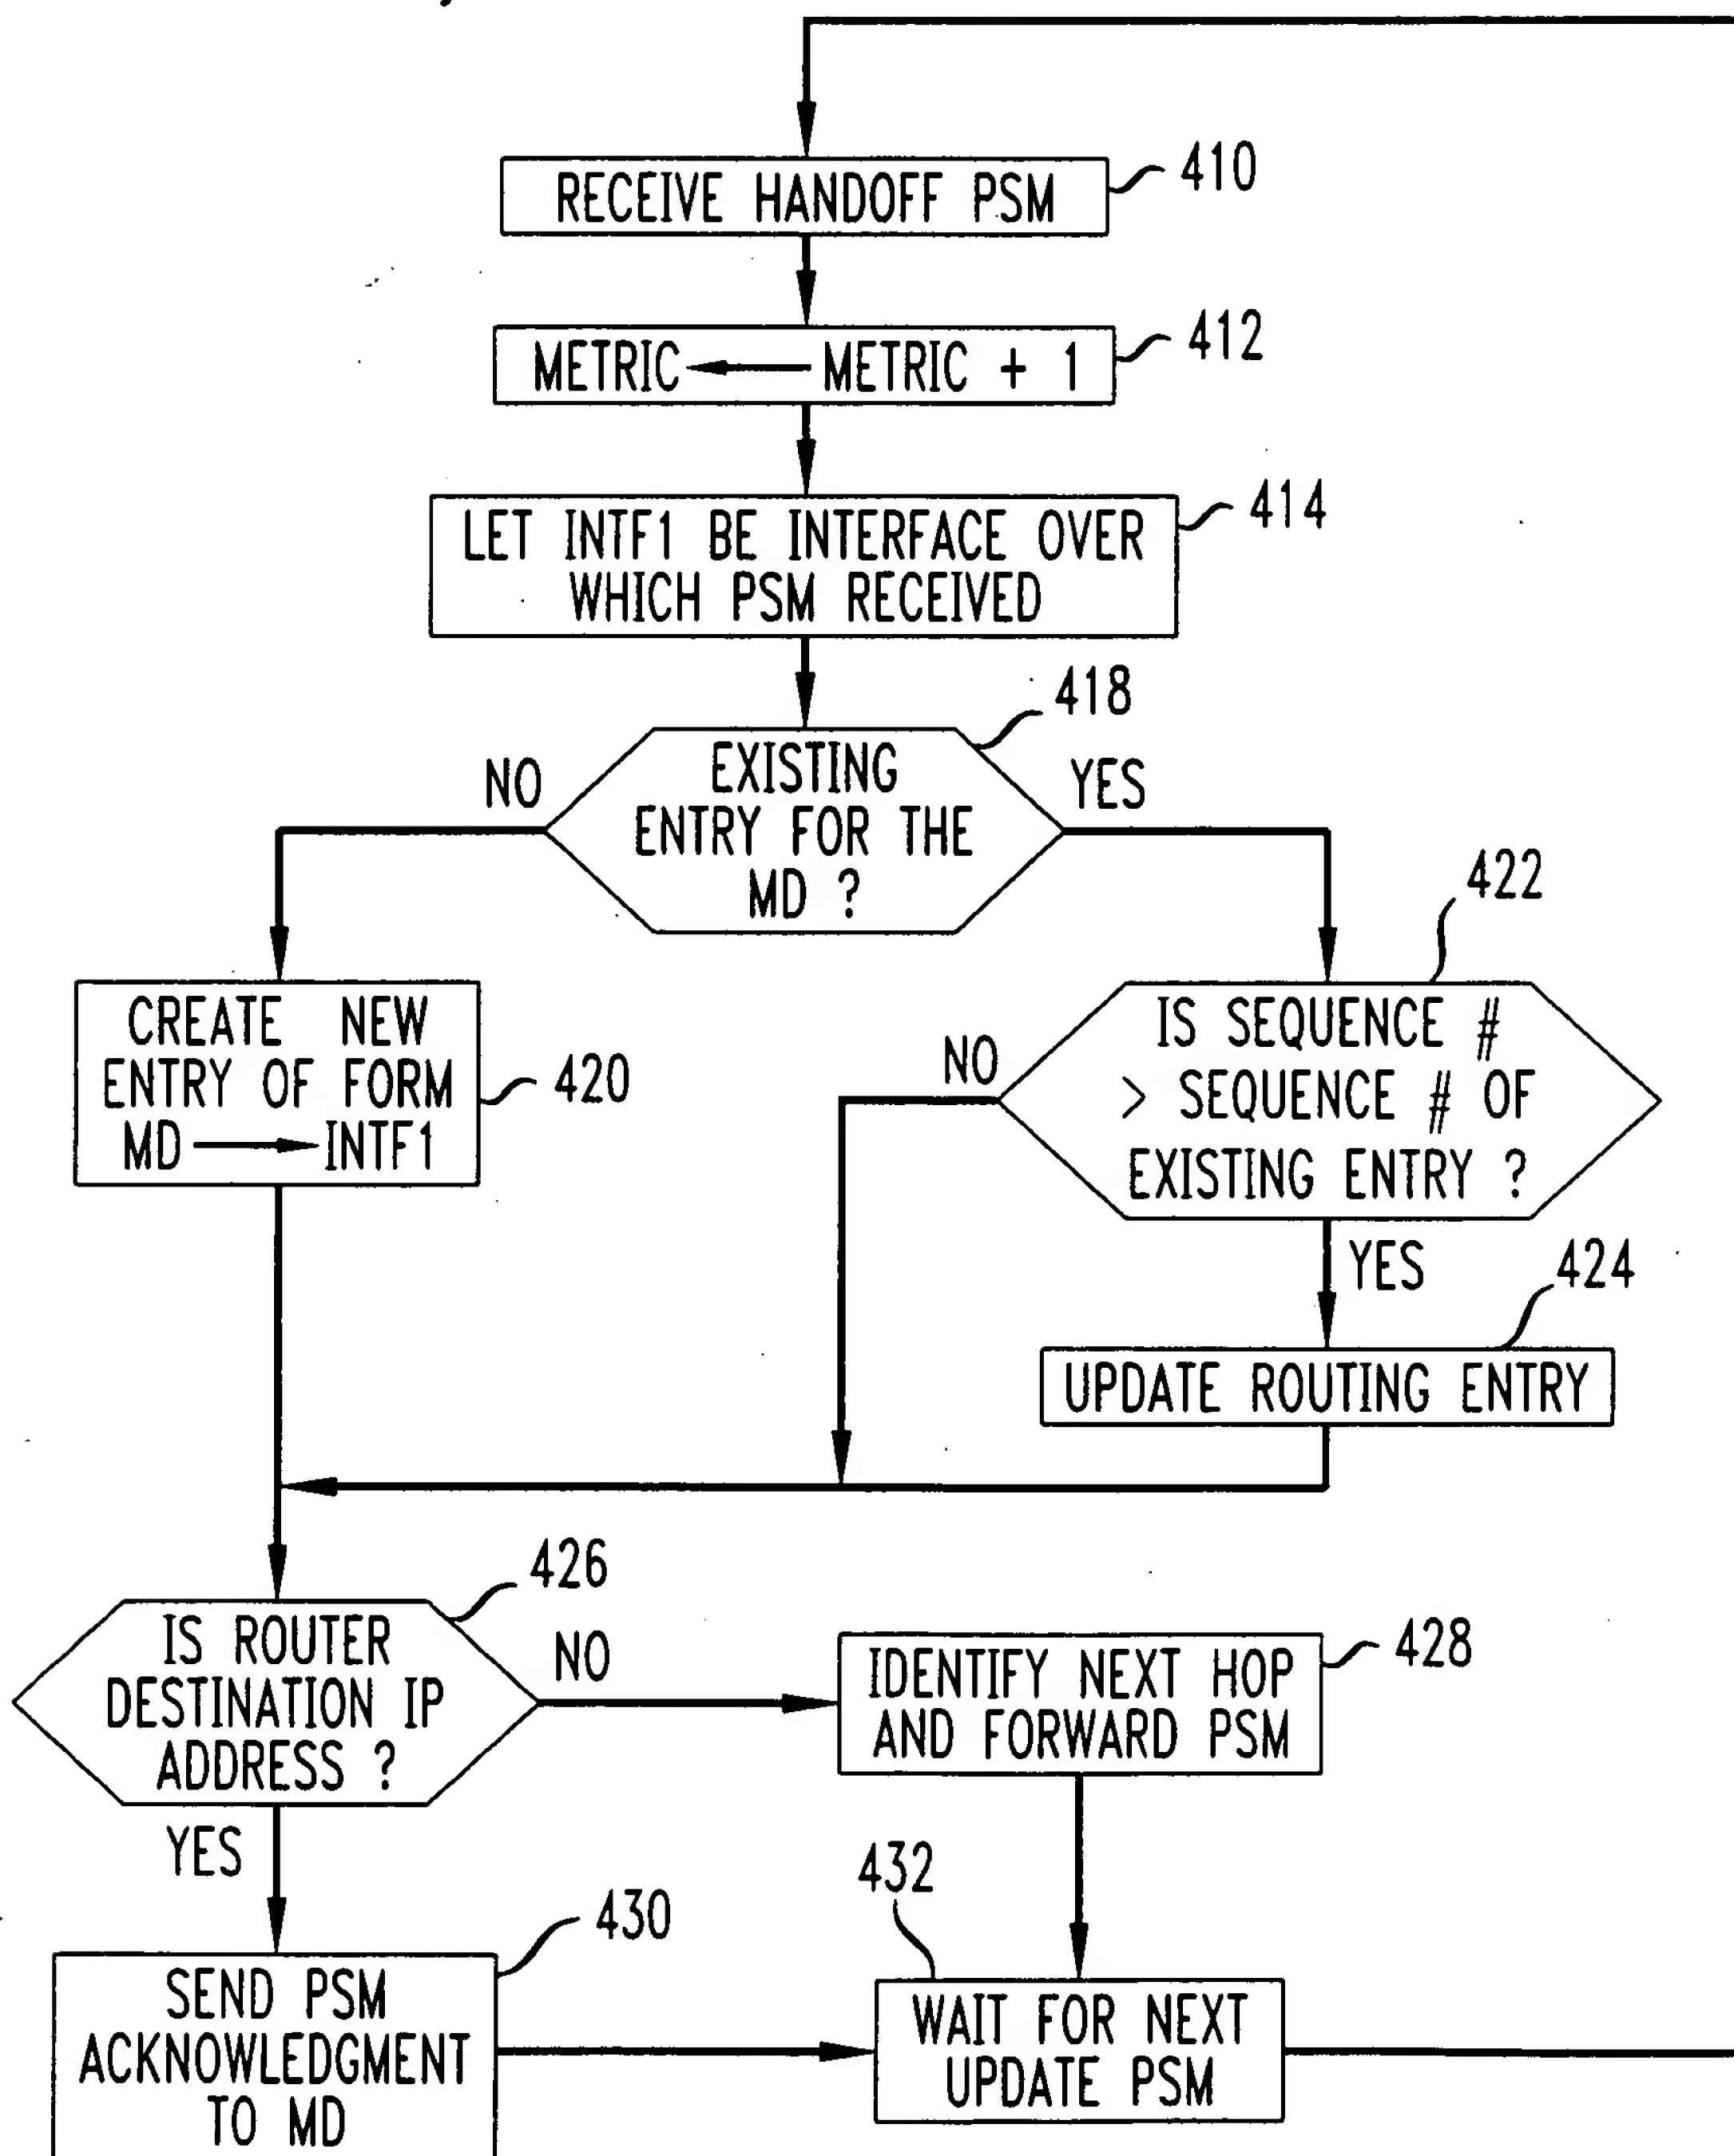 RECEIVE HANDOFF PSM
410
METRIC ← METRIC + 1
412
LET INTF1 BE INTERFACE OVER
WHICH PSM RECEIVED
414
418
NO
EXISTING
ENTRY FOR THE
MD ?
YES
422
CREATE NEW
ENTRY OF FORM
MD → INTF1
420
NO
IS SEQUENCE #
> SEQUENCE # OF
EXISTING ENTRY ?
YES
424
UPDATE ROUTING ENTRY
426
IS ROUTER
DESTINATION IP
ADDRESS ?
NO
IDENTIFY NEXT HOP
AND FORWARD PSM
428
YES
430
432
SEND PSM
ACKNOWLEDGMENT
TO MD
WAIT FOR NEXT
UPDATE PSM